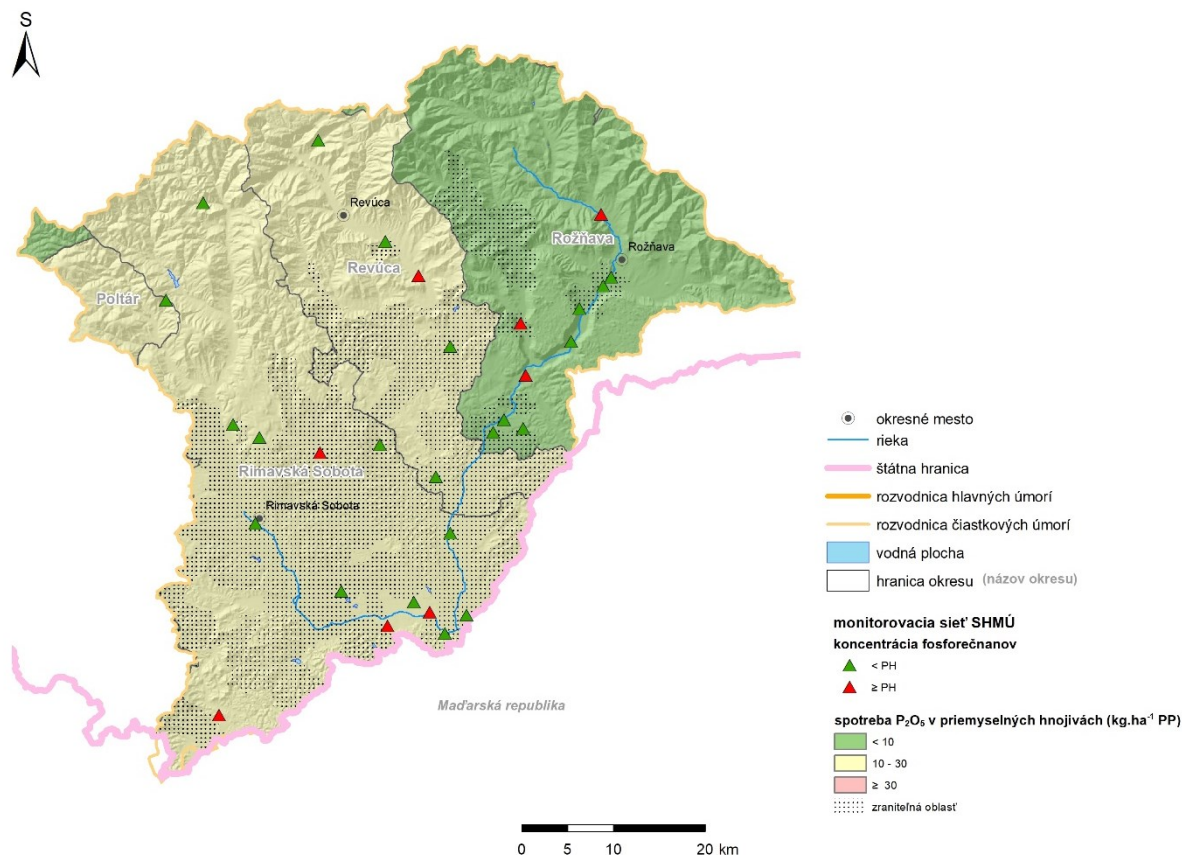 S
Revúca
Rožňava
Rožňava
Revúca
Poltár
Rimavská Sobota
Rimavská Sobota
Maďarská republika
okresné mesto
rieka
štátna hranica
rozvodnica hlavných úmorí
rozvodnica čiastkových úmorí
vodná plocha
hranica okresu (názov okresu)
monitorovacia sieť SHMÚ
koncentrácia fosforečnanov
< PH
≥ PH
spotreba P₂O₅ v priemyselných hnojivách (kg.ha⁻¹ PP)
< 10
10 - 30
≥ 30
zraniteľná oblasť
0 5 10 20 km